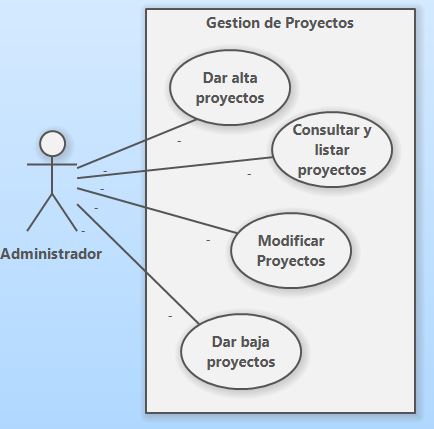 Gestion de Proyectos
Dar alta
proyectos
Consultar y
listar
proyectos
Administrador
Modificar
Proyectos
Dar baja
proyectos